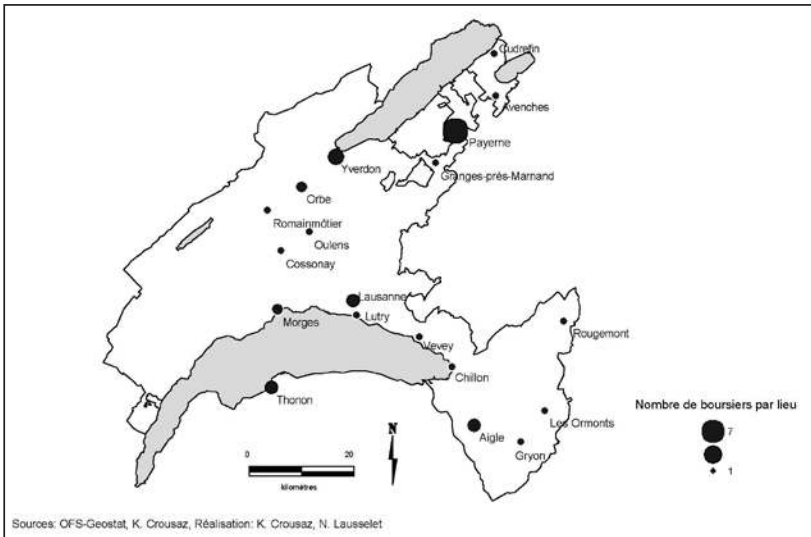 Cudrefin
Avenches
Payerne
Yverdon
Granges-près-Marnand
Orbe
Romainmôtier
Oulens
Cossonay
Lausanne
Morges
Lutry
Rougemont
Vevey
Chillon
Thonon
Nombre de boursiers par lieu
7
1
Les Ormonts
Aigle
Gryon
N
0 20
kilomètres
Sources: OFS-Geostat, K. Crousaz, Réalisation: K. Crousaz, N. Lausselet